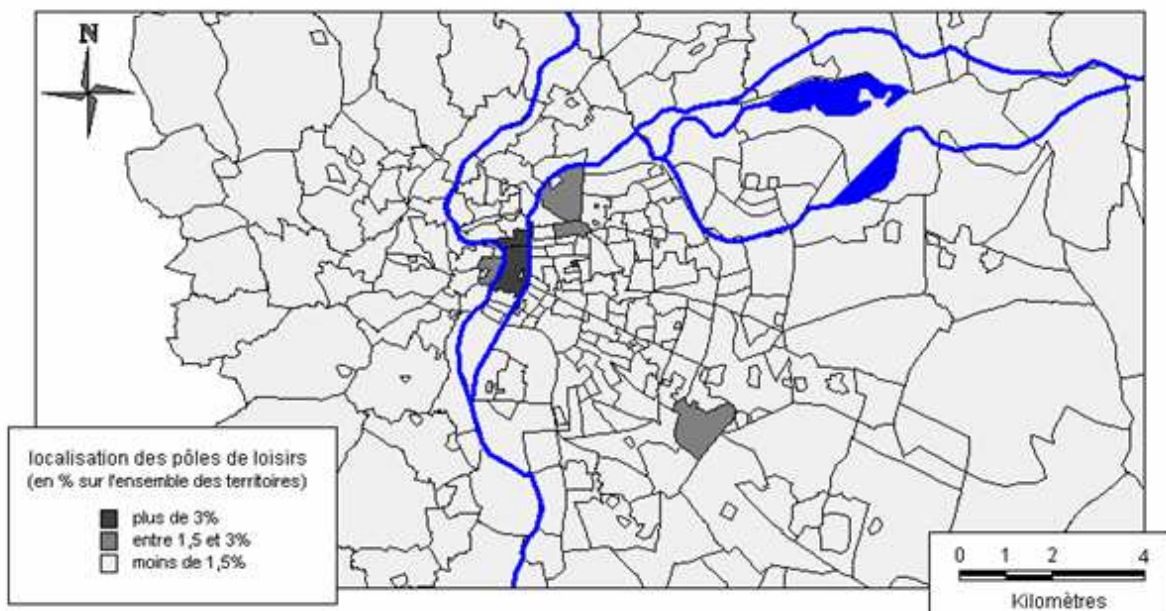 N
localisation des pôles de loisirs
(en % sur l'ensemble des territoires)
plus de 3%
entre 1,5 et 3%
moins de 1,5%
0 1 2 4
Kilomètres